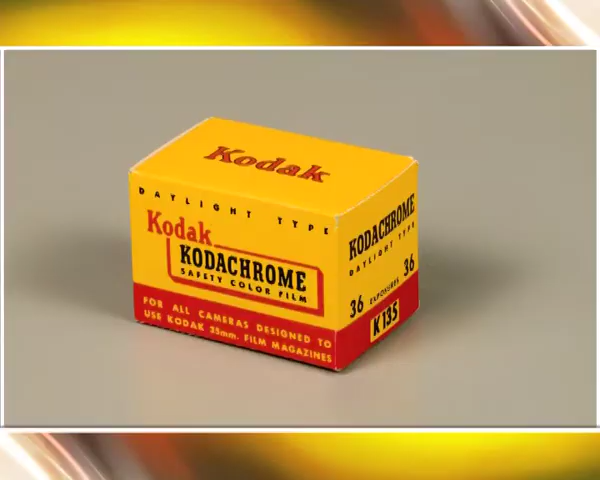 Kodak
DAYLIGHT TYPE
Kodak
KODACHROME
SAFETY COLOR FILM
FOR ALL CAMERAS DESIGNED TO
USE KODAK 35mm. FILM MAGAZINES
KODACHROME
DAYLIGHT TYPE
36 EXPOSURES 36
K 135